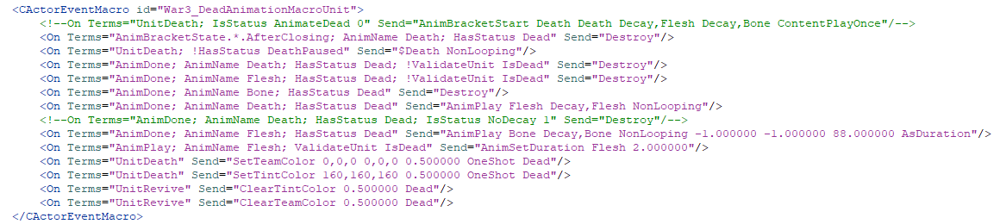 <CActorEventMacro id="War3_DeadAnimationMacroUnit">
<!--On Terms="UnitDeath; IsStatus AnimateDead 0" Send="AnimBracketStart Death Death Decay,Flesh Decay,Bone ContentPlayOnce"/-->
<On Terms="AnimBracketState.*.AfterClosing; AnimName Death; HasStatus Dead" Send="Destroy"/>
<On Terms="UnitDeath; !HasStatus DeathPaused" Send="$Death NonLooping"/>
<On Terms="AnimDone; AnimName Death; HasStatus Dead; !ValidateUnit IsDead" Send="Destroy"/>
<On Terms="AnimDone; AnimName Flesh; HasStatus Dead; !ValidateUnit IsDead" Send="Destroy"/>
<On Terms="AnimDone; AnimName Bone; HasStatus Dead" Send="Destroy"/>
<On Terms="AnimDone; AnimName Death; HasStatus Dead" Send="AnimPlay Flesh Decay,Flesh NonLooping"/>
<!--On Terms="AnimDone; AnimName Death; HasStatus Dead; IsStatus NoDecay 1" Send="Destroy"/-->
<On Terms="AnimDone; AnimName Flesh; HasStatus Dead" Send="AnimPlay Bone Decay,Bone NonLooping -1.000000 -1.000000 88.000000 AsDuration"/>
<On Terms="AnimPlay; AnimName Flesh; ValidateUnit IsDead" Send="AnimSetDuration Flesh 2.000000"/>
<On Terms="UnitDeath" Send="SetTeamColor 0,0,0 0,0,0 0.500000 OneShot Dead"/>
<On Terms="UnitDeath" Send="SetTintColor 160,160,160 0.500000 OneShot Dead"/>
<On Terms="UnitRevive" Send="ClearTintColor 0.500000 Dead"/>
<On Terms="UnitRevive" Send="ClearTeamColor 0.500000 Dead"/>
</CActorEventMacro>